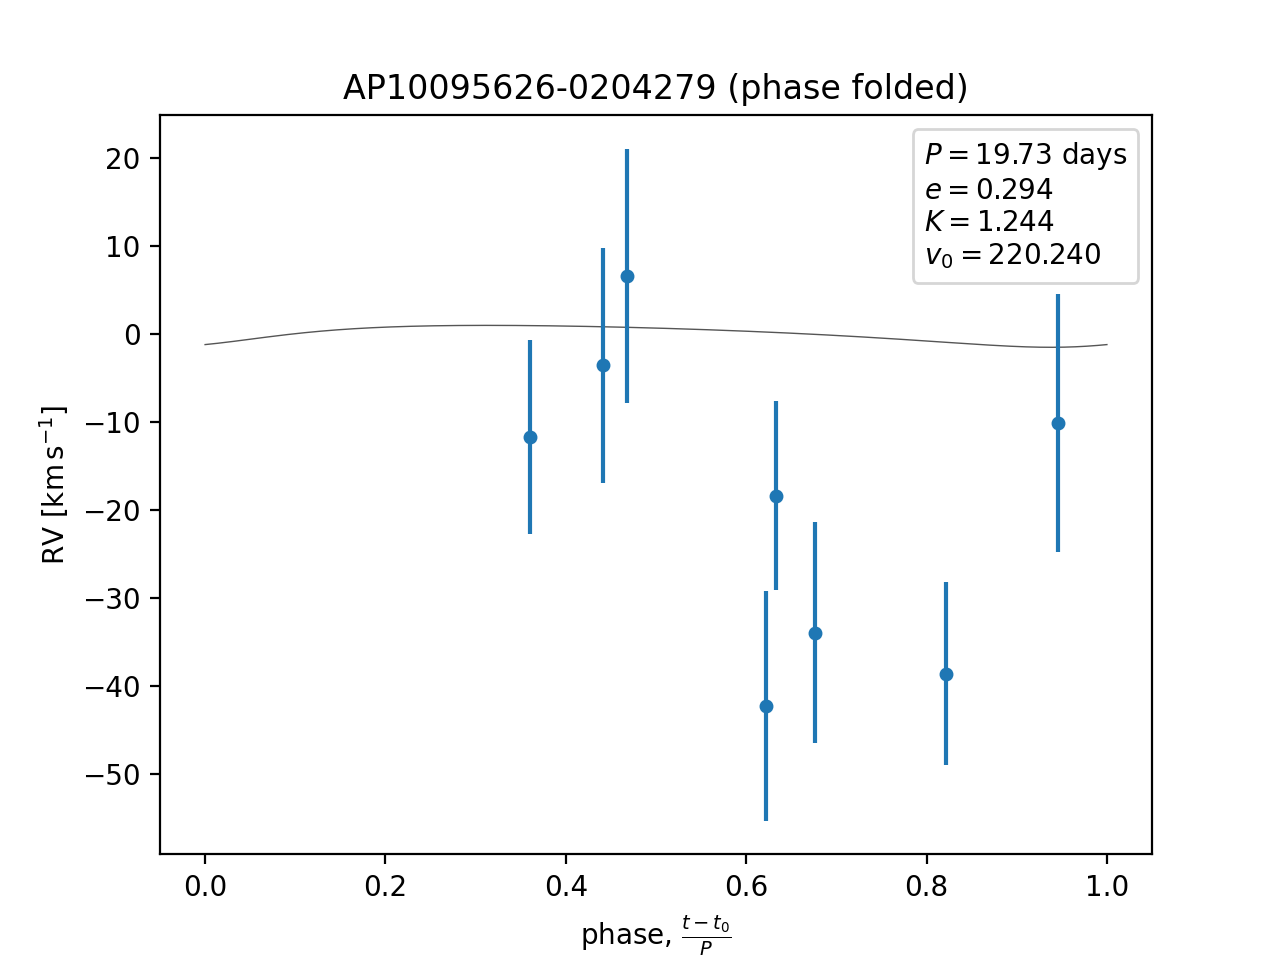 AP10095626-0204279 (phase folded)
P = 19.73 days
e = 0.294
K = 1.244
v₀ = 220.240
20
10
0
−10
−20
−30
−40
−50
RV [km s⁻¹]
0.0 0.2 0.4 0.6 0.8 1.0
phase, (t − t₀)/P